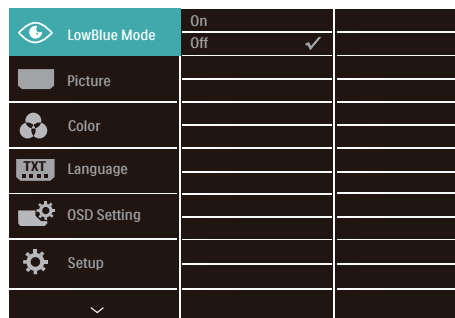 LowBlue Mode
On
Off
Picture
Color
TXT
Language
OSD Setting
Setup